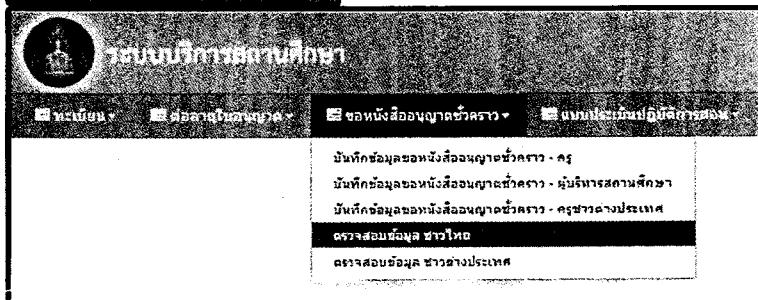 ระบบบริการสถานศึกษา
ทะเบียน ต่ออายุใบอนุญาต ขอหนังสืออนุญาตชั่วคราว แบบประเมินปฏิบัติการสอน
บันทึกข้อมูลขอหนังสืออนุญาตชั่วคราว - ครู
บันทึกข้อมูลขอหนังสืออนุญาตชั่วคราว - ผู้บริหารสถานศึกษา
บันทึกข้อมูลขอหนังสืออนุญาตชั่วคราว - ครูชาวต่างประเทศ
ตรวจสอบข้อมูล ชาวไทย
ตรวจสอบข้อมูล ชาวต่างประเทศ